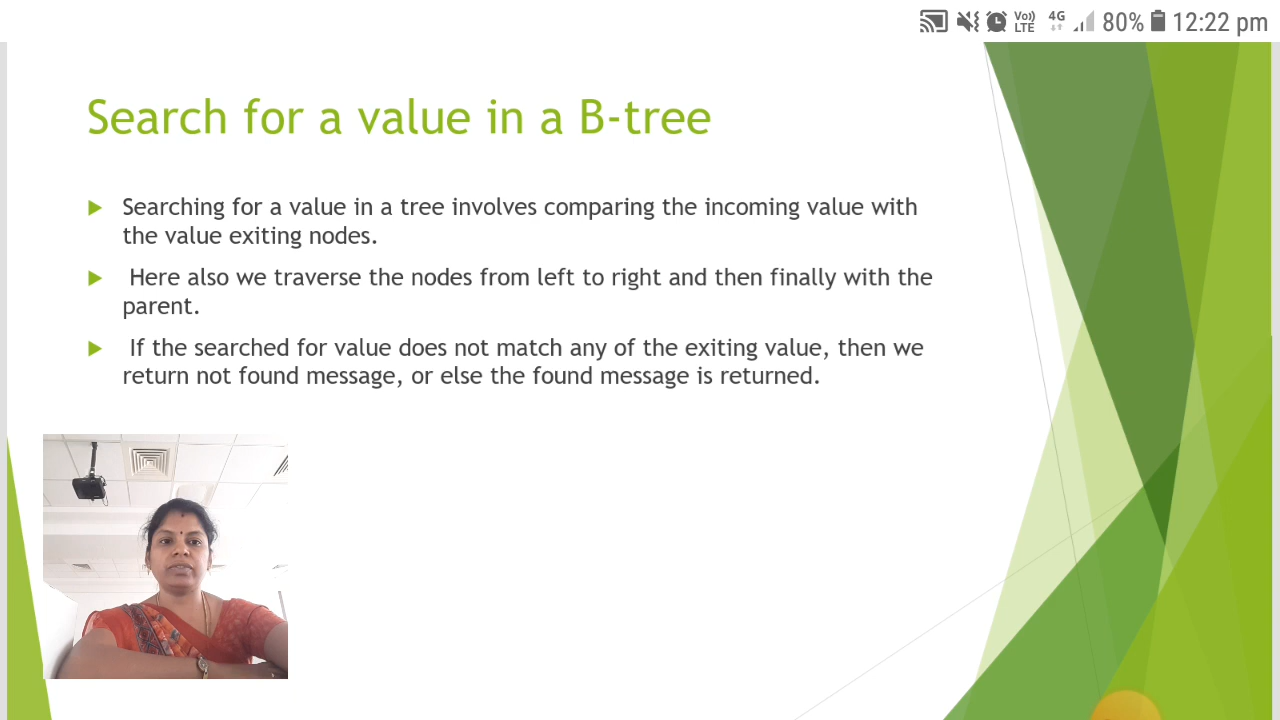 Vo)) LTE 4G 80% 12:22 pm
Search for a value in a B-tree
Searching for a value in a tree involves comparing the incoming value with
the value exiting nodes.
Here also we traverse the nodes from left to right and then finally with the
parent.
If the searched for value does not match any of the exiting value, then we
return not found message, or else the found message is returned.